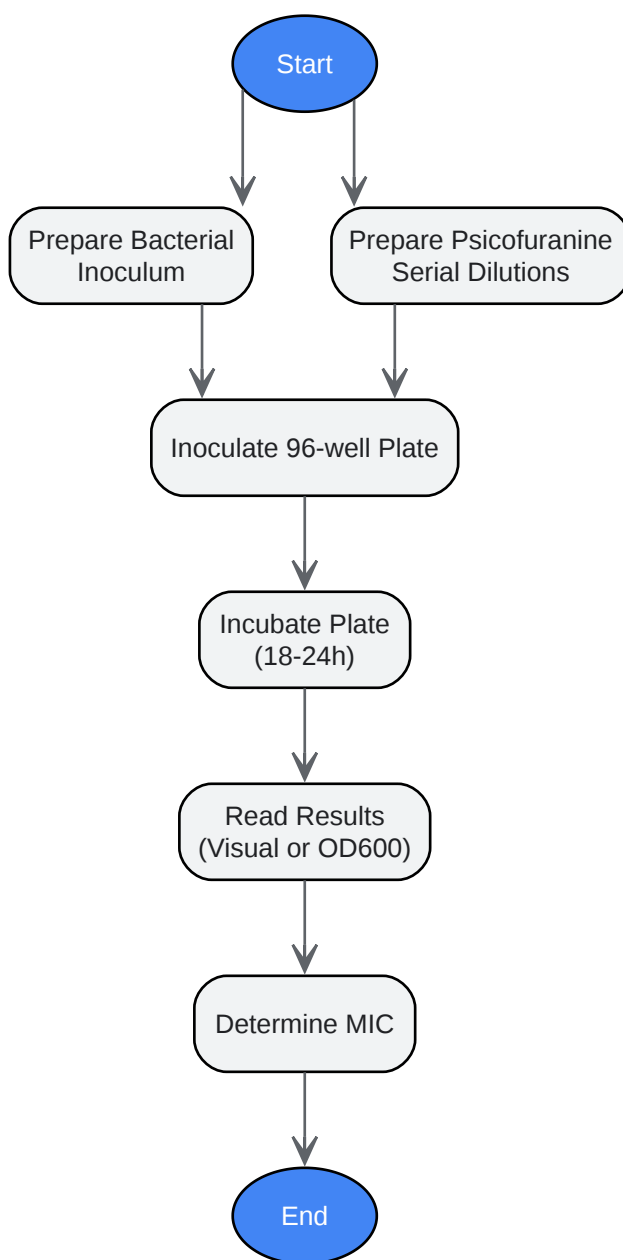 Start
Prepare Bacterial
Inoculum
Prepare Psicofuranine
Serial Dilutions
Inoculate 96-well Plate
Incubate Plate
(18-24h)
Read Results
(Visual or OD600)
Determine MIC
End